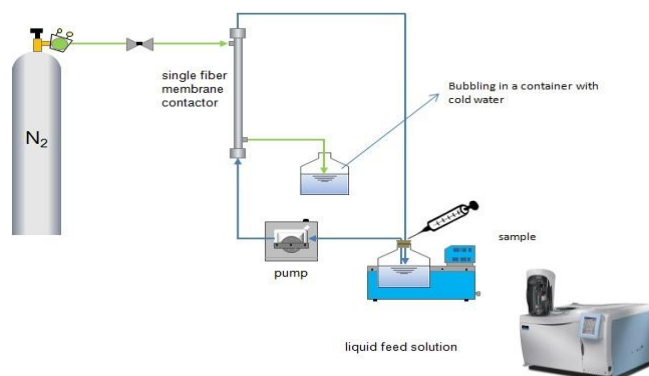 single fiber
membrane
contactor
Bubbling in a container with
cold water
N2
sample
pump
liquid feed solution